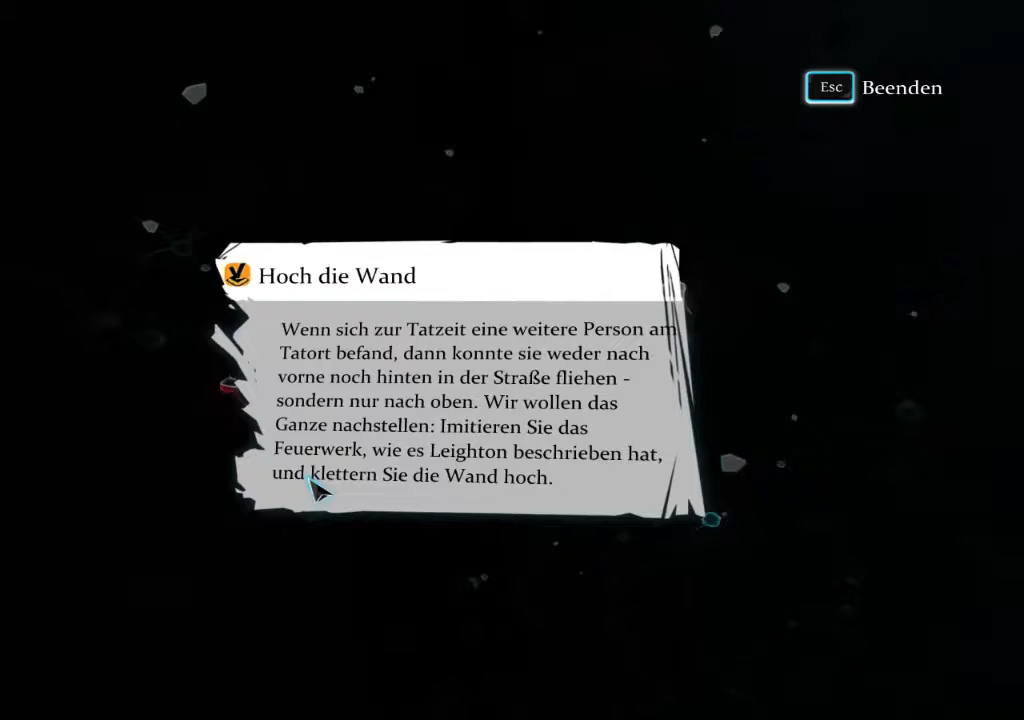 Esc Beenden
Hoch die Wand
Wenn sich zur Tatzeit eine weitere Person am
Tatort befand, dann konnte sie weder nach
vorne noch hinten in der Straße fliehen -
sondern nur nach oben. Wir wollen das
Ganze nachstellen: Imitieren Sie das
Feuerwerk, wie es Leighton beschrieben hat,
und klettern Sie die Wand hoch.